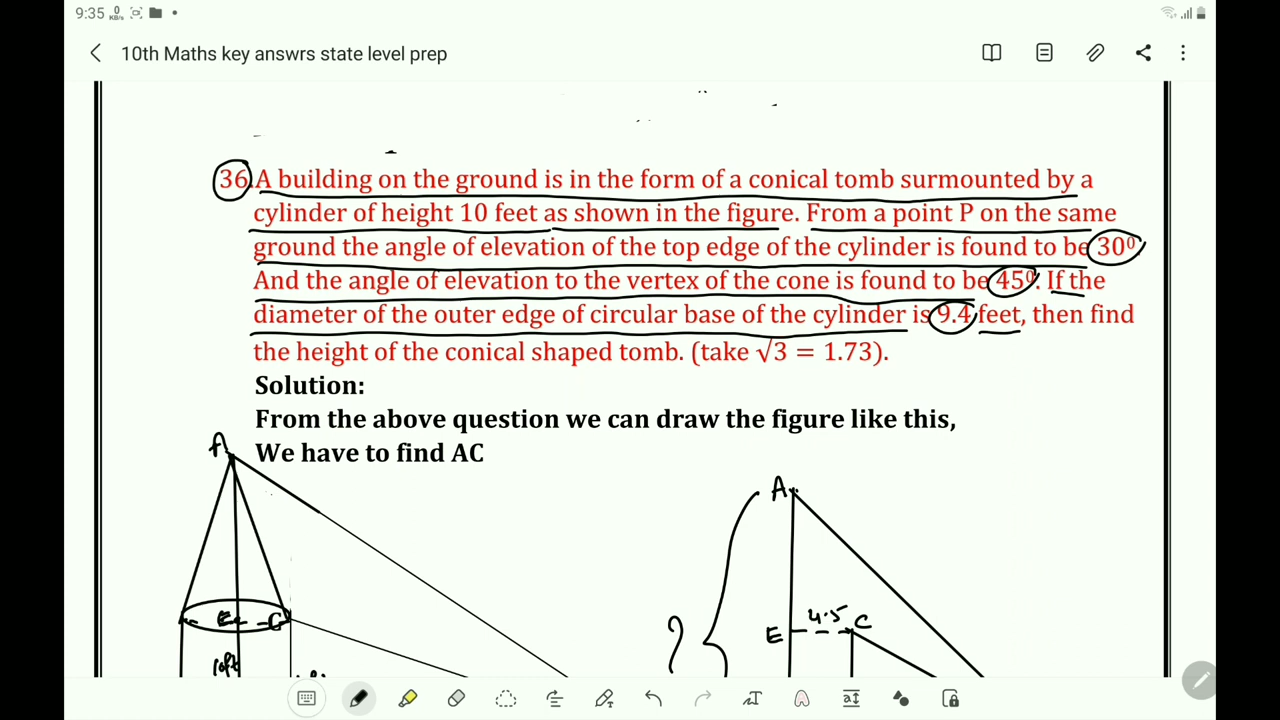 9:35 0 KB/s
10th Maths key answrs state level prep
36.A building on the ground is in the form of a conical tomb surmounted by a
cylinder of height 10 feet as shown in the figure. From a point P on the same
ground the angle of elevation of the top edge of the cylinder is found to be 30⁰
And the angle of elevation to the vertex of the cone is found to be 45⁰. If the
diameter of the outer edge of circular base of the cylinder is 9.4 feet, then find
the height of the conical shaped tomb. (take √3 = 1.73).
Solution:
From the above question we can draw the figure like this,
We have to find AC
A
A
E C
E 4.5 C
10ft
?